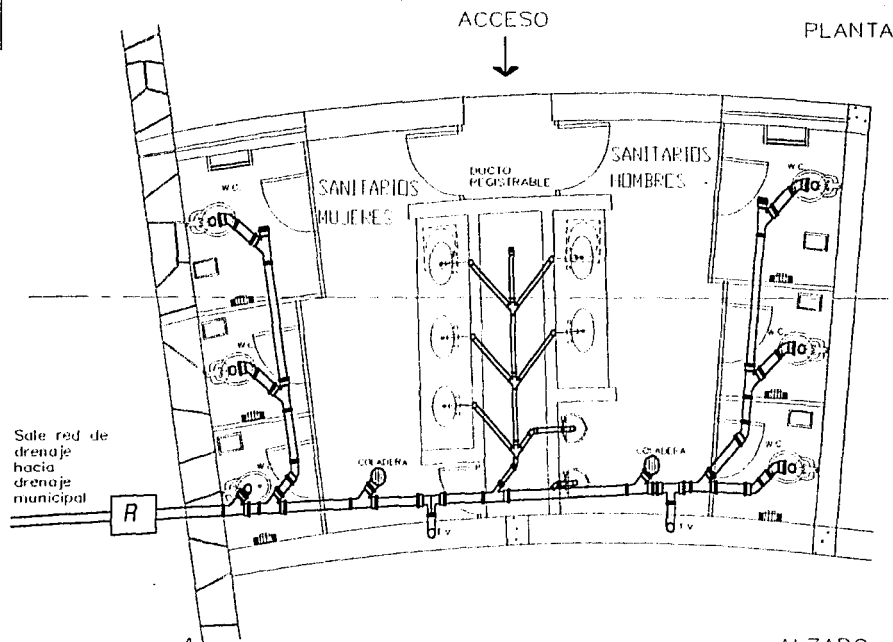 ACCESO
PLANTA
SANITARIOS
MUJERES
DUCTO
REGISTRABLE
SANITARIOS
HOMBRES
W.C.
W.C.
W.C.
W.C.
W.C.
W.C.
COLADERA
COLADERA
Sale red de
drenaje
hacia
drenaje
municipal
R
T.V.
T.V.
ALZADO